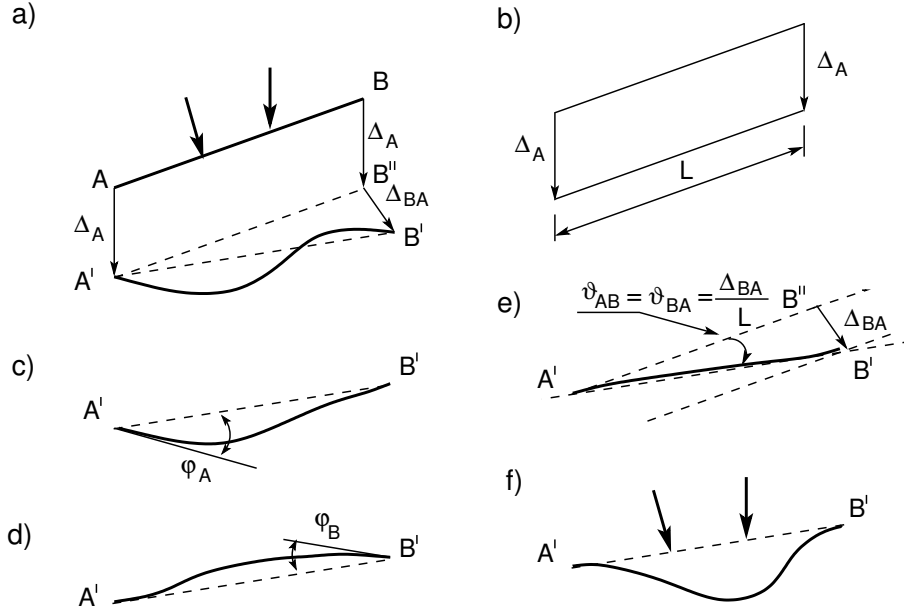 a)
B
Δ_A
B"
A
Δ_BA
Δ_A
B'
A'
b)
Δ_A
Δ_A
L
c)
B'
A'
φ_A
d)
φ_B
B'
A'
e)
ϑ_AB = ϑ_BA = Δ_BA
L
B"
Δ_BA
A'
B'
f)
B'
A'